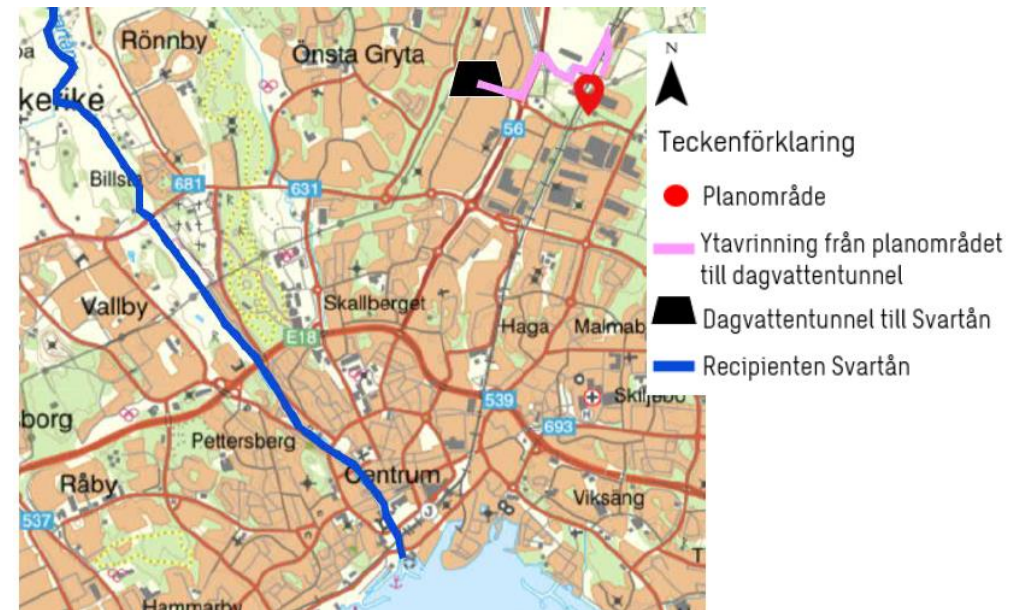 Rönnby
Önsta Gryta
N
56
Teckenförklaring
Billsta
681
631
Planområde
Ytavrinning från planområdet
till dagvattentunnel
Vallby
Skallberget
Haga
Malmab
Dagvattentunnel till Svartån
E18
Recipienten Svartån
539
Skiljebo
borg
693
Pettersberg
Centrum
Råby
Viksäng
J
537
Hammarby